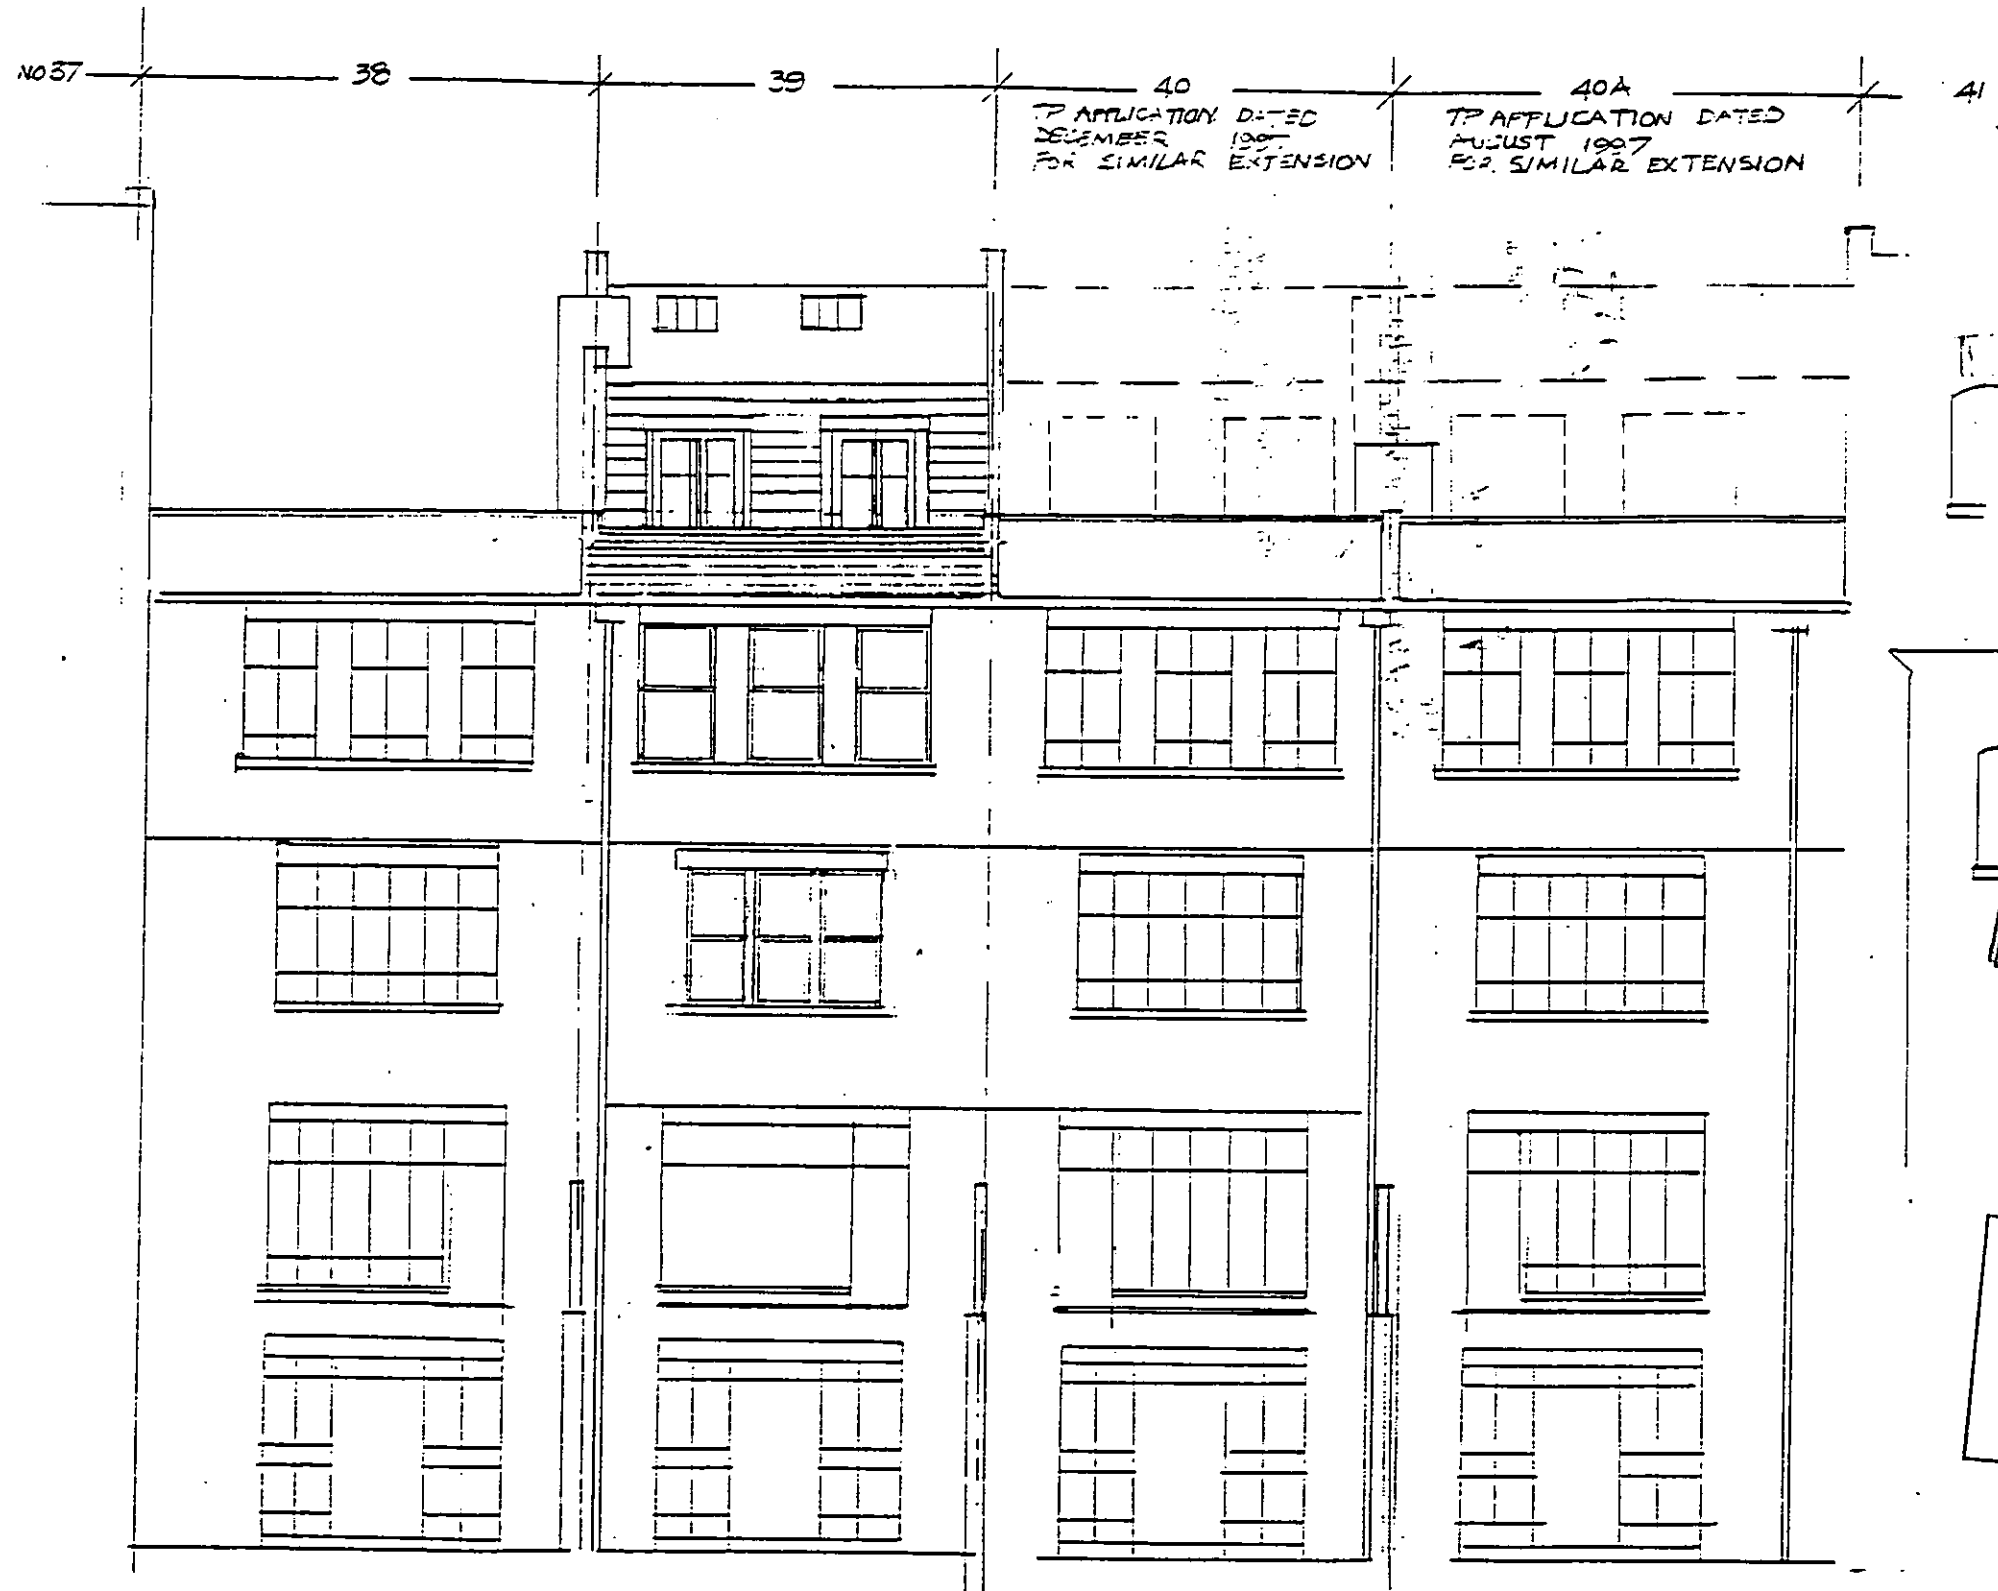 NO 37 38 39 40 40A 41
TP APPLICATION DATED
DECEMBER
FOR SIMILAR EXTENSION
TP APPLICATION DATED
AUGUST 1997
FOR SIMILAR EXTENSION